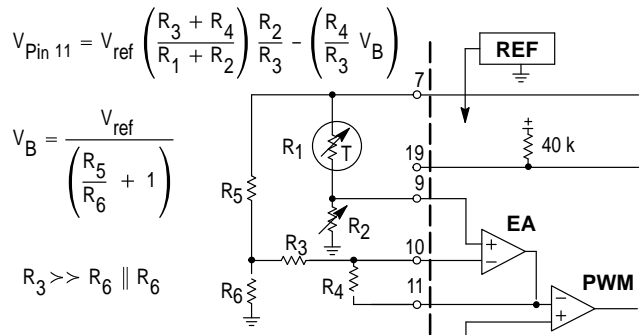 V_Pin 11 = V_ref ((R_3 + R_4)/(R_1 + R_2)) R_2/R_3 - (R_4/R_3 V_B)
V_B = V_ref/(R_5/R_6 + 1)
R_3 >> R_6 || R_6
REF
7
R_1
T
+
40 k
19
9
R_5
R_2
EA
+
-
R_3
10
R_6
R_4
11
PWM
-
+